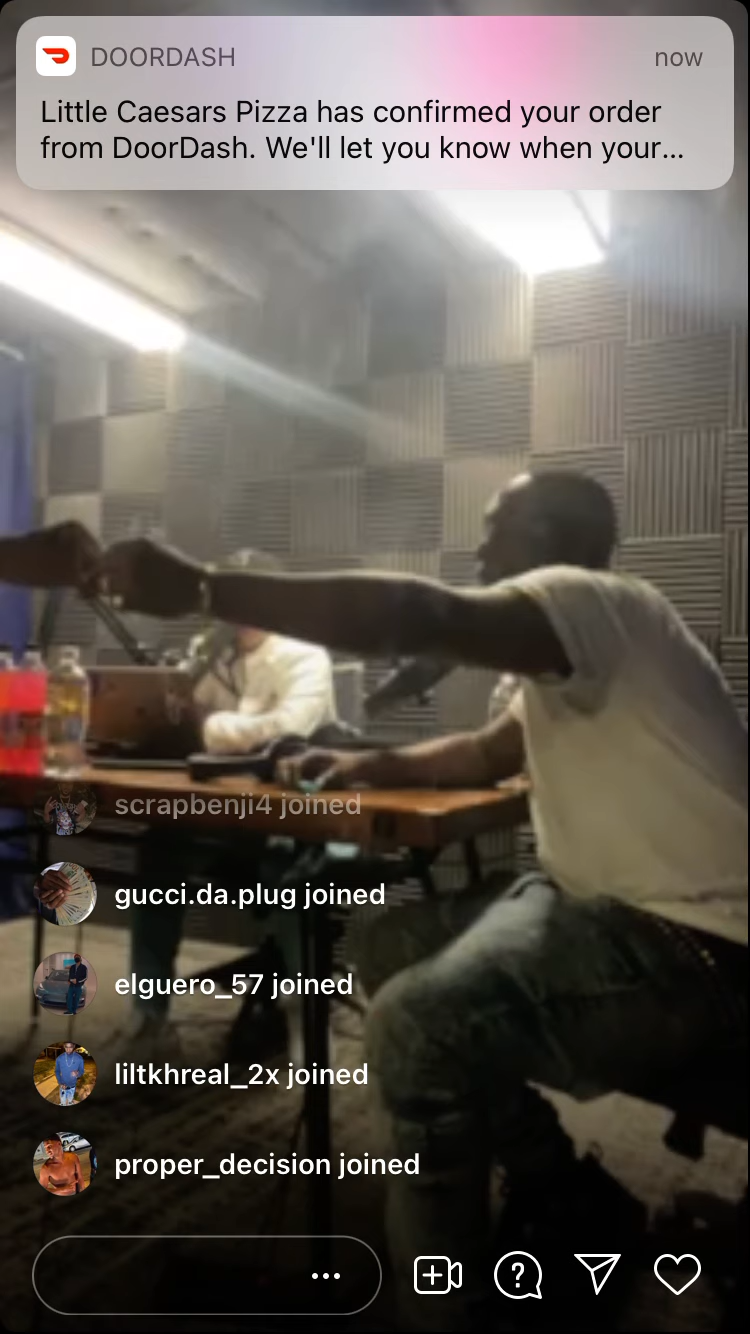 DOORDASH
now
Little Caesars Pizza has confirmed your order
from DoorDash. We'll let you know when your...
scrapbenji4 joined
gucci.da.plug joined
elguero_57 joined
liltkhreal_2x joined
proper_decision joined